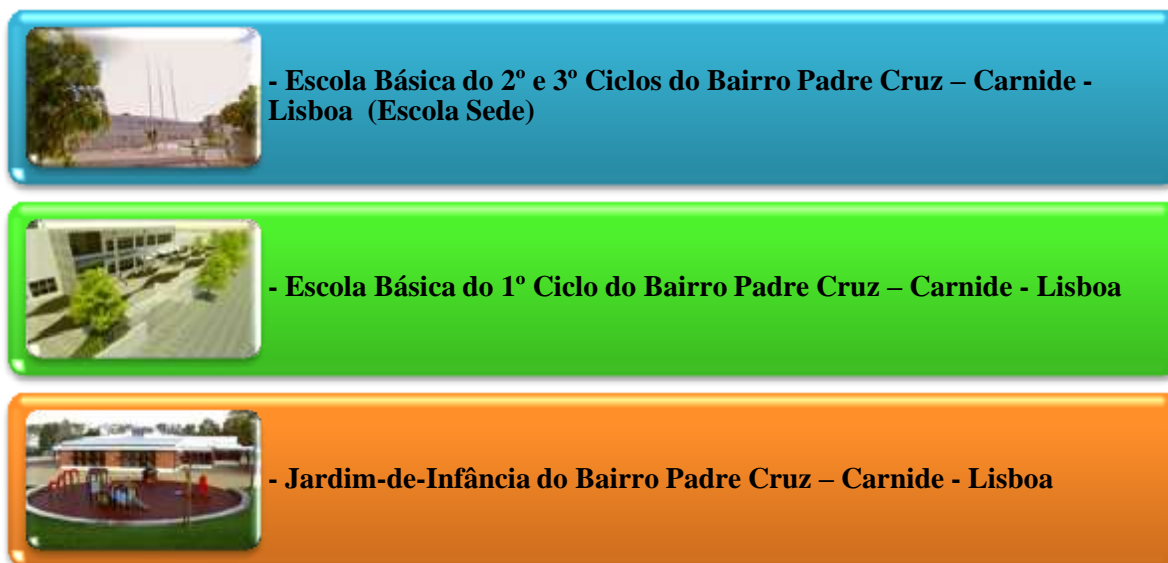 - Escola Básica do 2º e 3º Ciclos do Bairro Padre Cruz – Carnide -
Lisboa  (Escola Sede)
- Escola Básica do 1º Ciclo do Bairro Padre Cruz – Carnide - Lisboa
- Jardim-de-Infância do Bairro Padre Cruz – Carnide - Lisboa